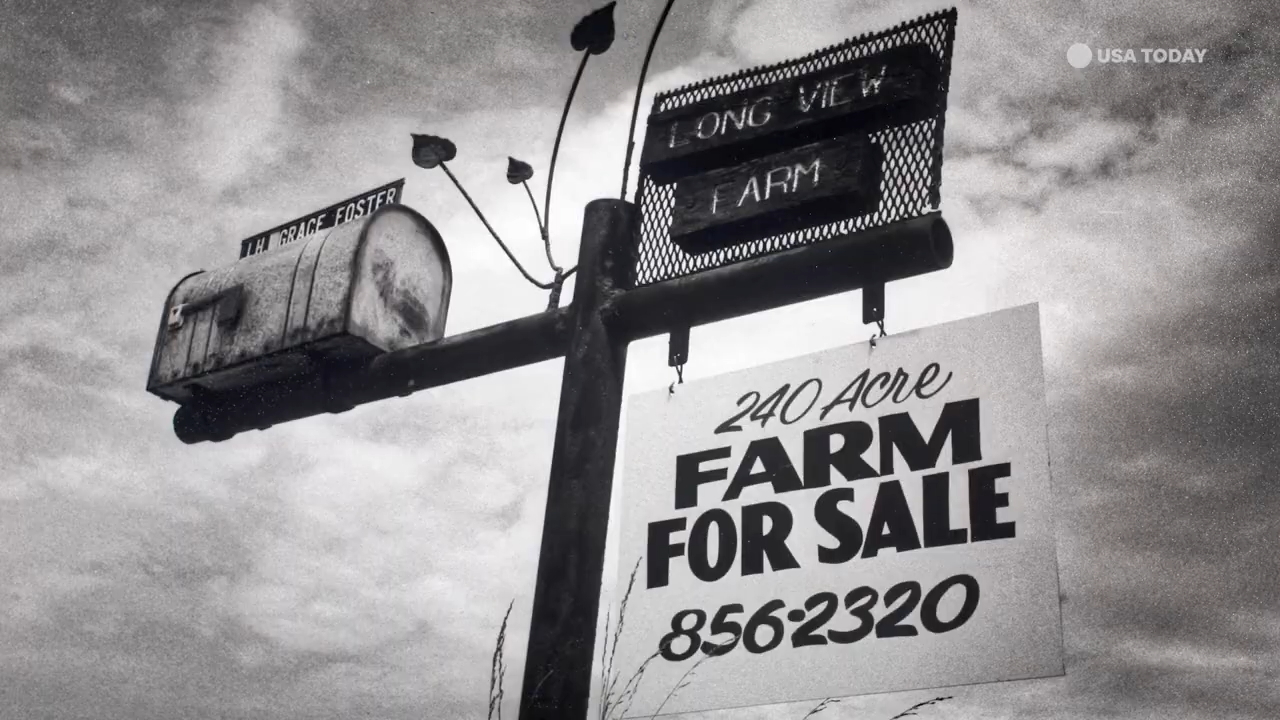 USA TODAY
LONG VIEW
FARM
J.H. GRACE FOSTER
240 Acre
FARM
FOR SALE
856-2320